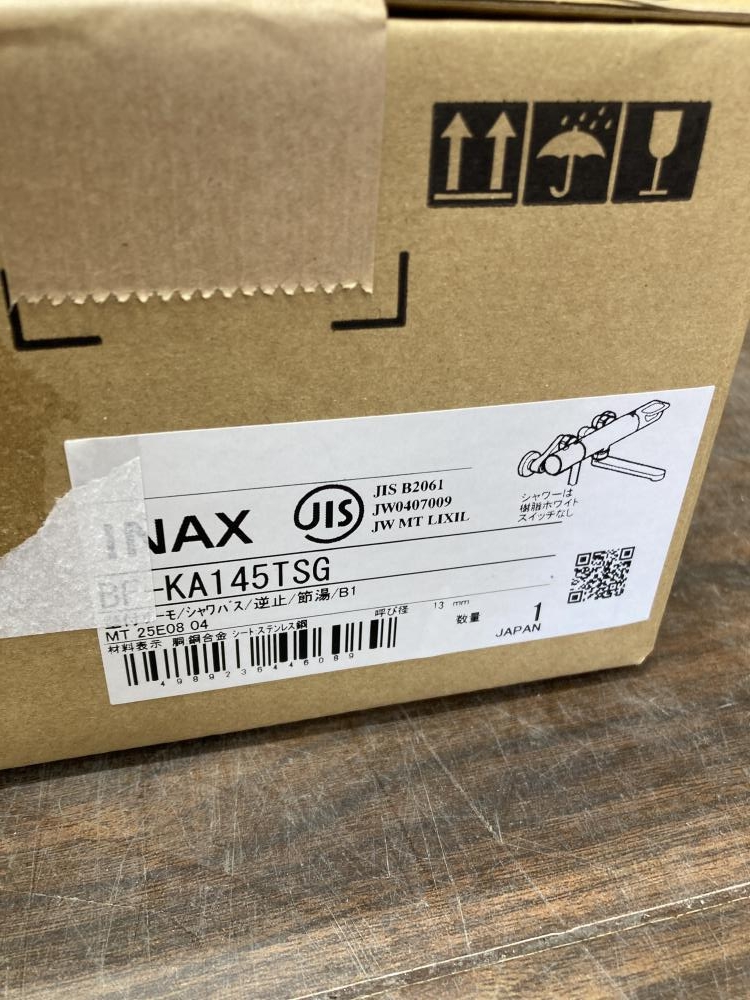 INAX
JIS
JIS B2061
JW0407009
JW MT LIXIL
シャワーは
樹脂ホワイト
スイッチなし
-KA145TSG
ーモ/シャワバス/逆止/節湯/B1
MT 25E08 04
呼び径 13 mm
数量 1
JAPAN
材料表示 胴:銅合金 シート:ステンレス鋼
4989236446089